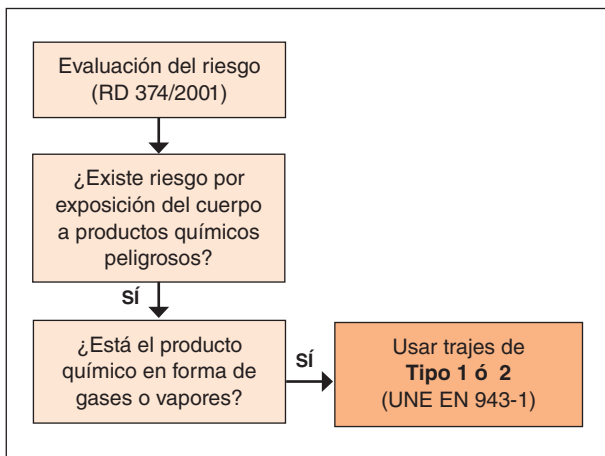 Evaluación del riesgo
(RD 374/2001)
¿Existe riesgo por
exposición del cuerpo
a productos químicos
peligrosos?
SÍ
¿Está el producto
químico en forma de
gases o vapores?
SÍ
Usar trajes de
Tipo 1 ó 2
(UNE EN 943-1)